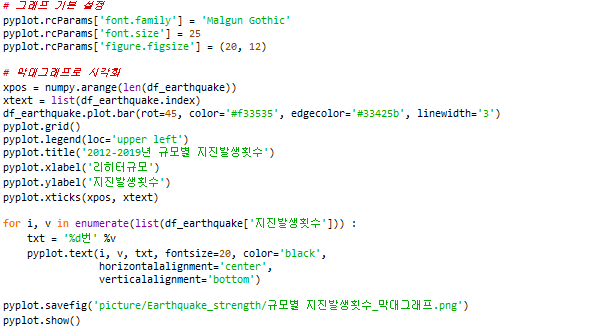 # 그래프 기본 설정
pyplot.rcParams['font.family'] = 'Malgun Gothic'
pyplot.rcParams['font.size'] = 25
pyplot.rcParams['figure.figsize'] = (20, 12)
# 막대그래프로 시각화
xpos = numpy.arange(len(df_earthquake))
xtext = list(df_earthquake.index)
df_earthquake.plot.bar(rot=45, color='#f33535', edgecolor='#33425b', linewidth='3')
pyplot.grid()
pyplot.legend(loc='upper left')
pyplot.title('2012-2019년 규모별 지진발생횟수')
pyplot.xlabel('리히터규모')
pyplot.ylabel('지진발생횟수')
pyplot.xticks(xpos, xtext)
for i, v in enumerate(list(df_earthquake['지진발생횟수'])) :
    txt = '%d번' %v
    pyplot.text(i, v, txt, fontsize=20, color='black',
                horizontalalignment='center',
                verticalalignment='bottom')
pyplot.savefig('picture/Earthquake_strength/규모별 지진발생횟수_막대그래프.png')
pyplot.show()